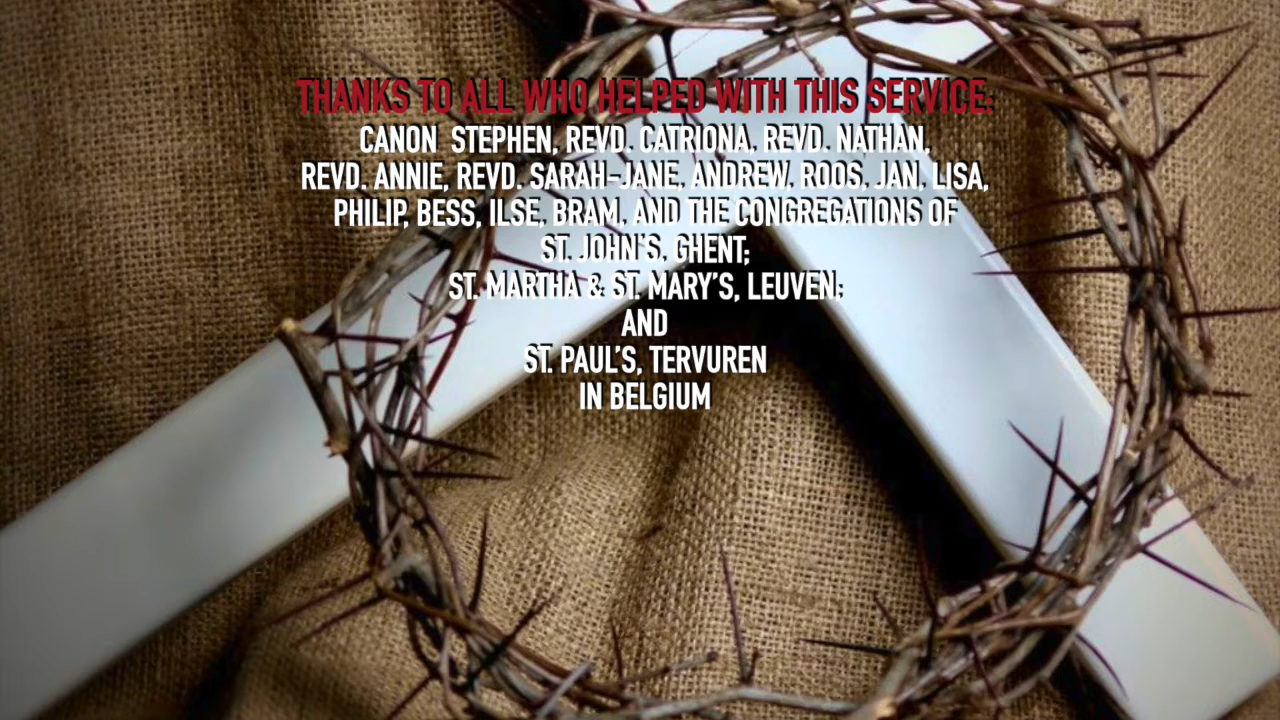 THANKS TO ALL WHO HELPED WITH THIS SERVICE:
CANON STEPHEN, REVD. CATRIONA, REVD. NATHAN,
REVD. ANNIE, REVD. SARAH-JANE, ANDREW, ROOS, JAN, LISA,
PHILIP, BESS, ILSE, BRAM, AND THE CONGREGATIONS OF
ST. JOHN'S, GHENT;
ST. MARTHA & ST. MARY'S, LEUVEN;
AND
ST. PAUL'S, TERVUREN
IN BELGIUM